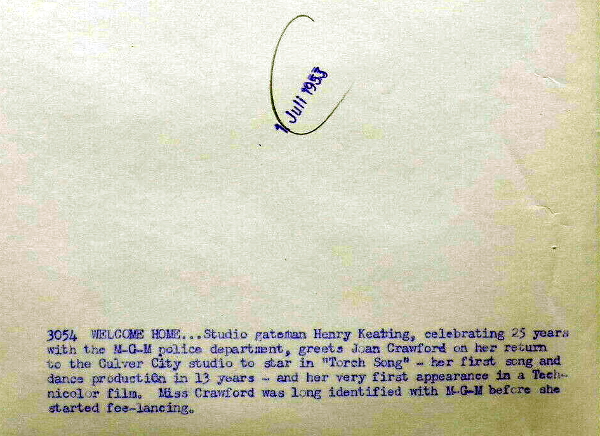 1. Juli 1953
3054 WELCOME HOME...Studio gateman Henry Keating, celebrating 25 years
with the M-G-M police department, greets Joan Crawford on her return
to the Culver City studio to star in "Torch Song" - her first song and
dance production in 13 years - and her very first appearance in a Tech-
nicolor film. Miss Crawford was long identified with M-G-M before she
started fee-lancing.